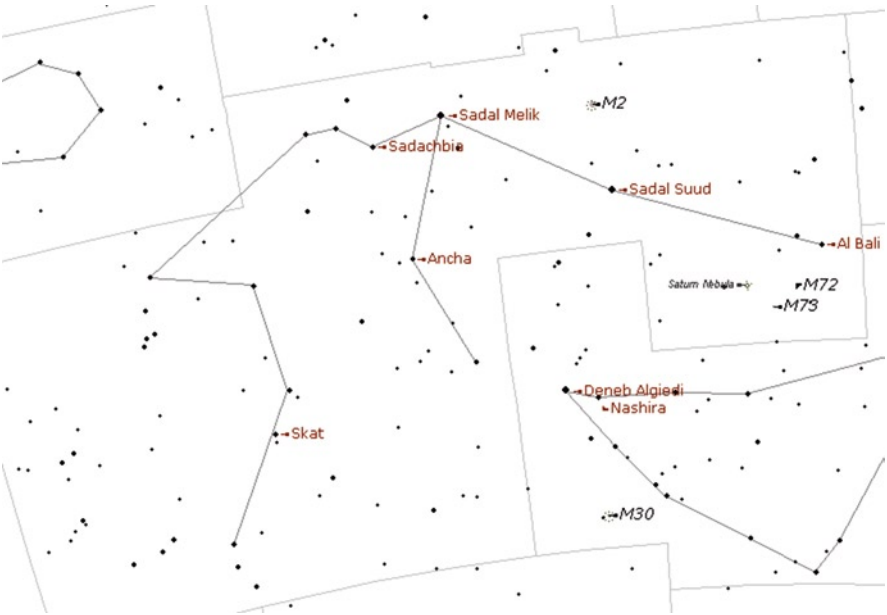 M2
Sadal Melik
Sadachbia
Sadal Suud
Al Bali
Ancha
Saturn Nebula
M72
M73
Deneb Algiedi
Nashira
Skat
M30